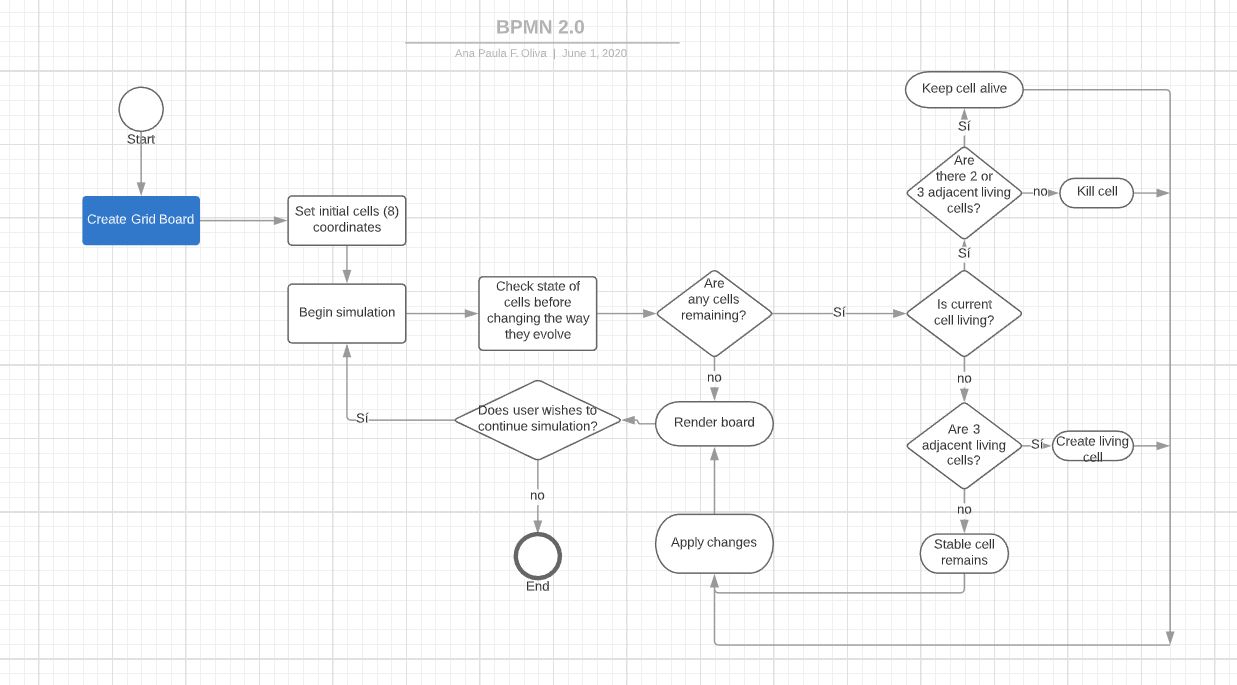 BPMN 2.0
Ana Paula F. Oliva | June 1, 2020
Start
Create Grid Board
Set initial cells (8)
coordinates
Begin simulation
Check state of
cells before
changing the way
they evolve
Are
any cells
remaining?
Sí
no
Is current
cell living?
Sí
Are
there 2 or
3 adjacent living
cells?
Sí
Keep cell alive
no
Kill cell
no
Are 3
adjacent living
cells?
Sí
Create living
cell
no
Stable cell
remains
Apply changes
Render board
Does user wishes to
continue simulation?
Sí
no
End